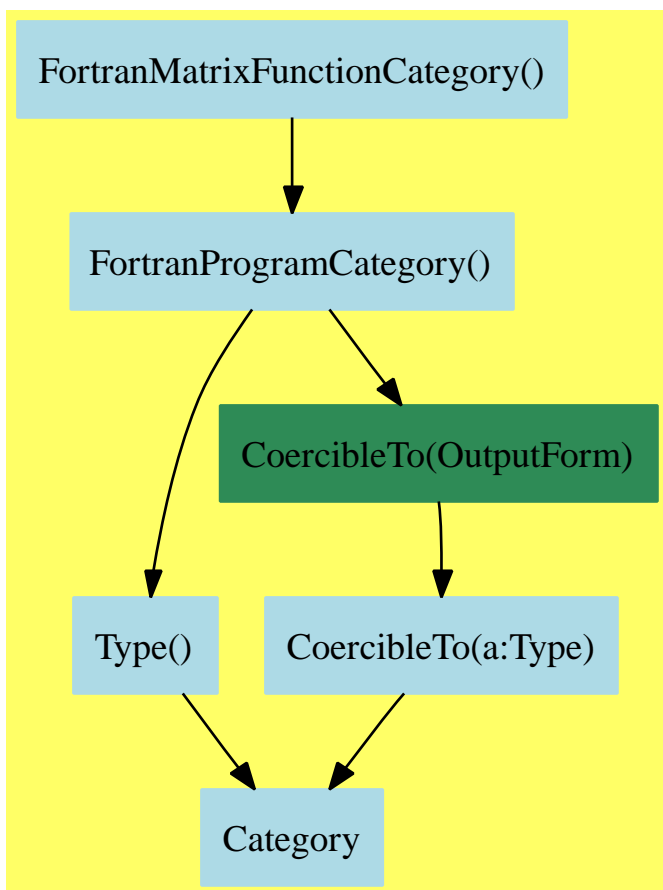 FortranMatrixFunctionCategory()
FortranProgramCategory()
CoercibleTo(OutputForm)
Type()
CoercibleTo(a:Type)
Category